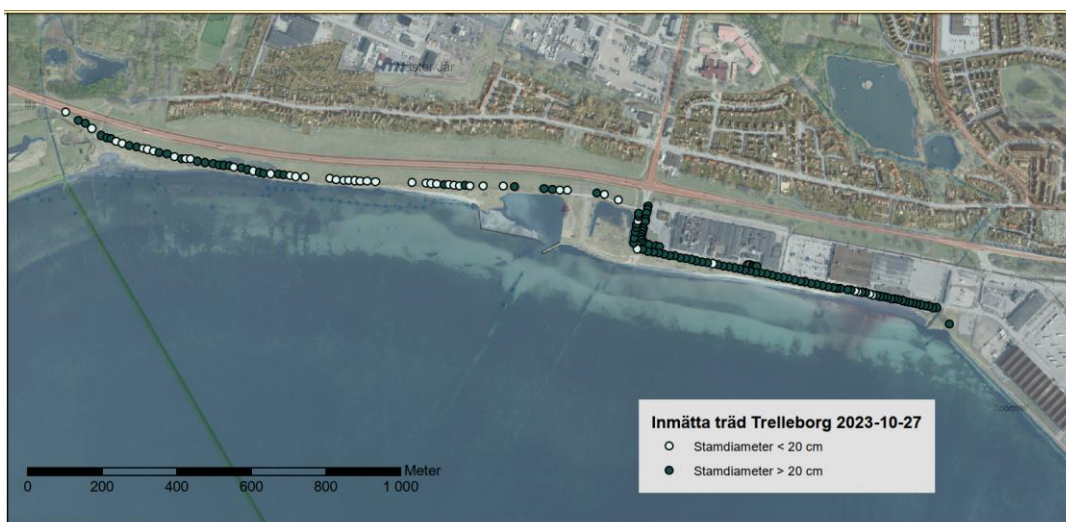 Inmätta träd Trelleborg 2023-10-27
Stamdiameter < 20 cm
Stamdiameter > 20 cm
Meter
0 200 400 600 800 1 000